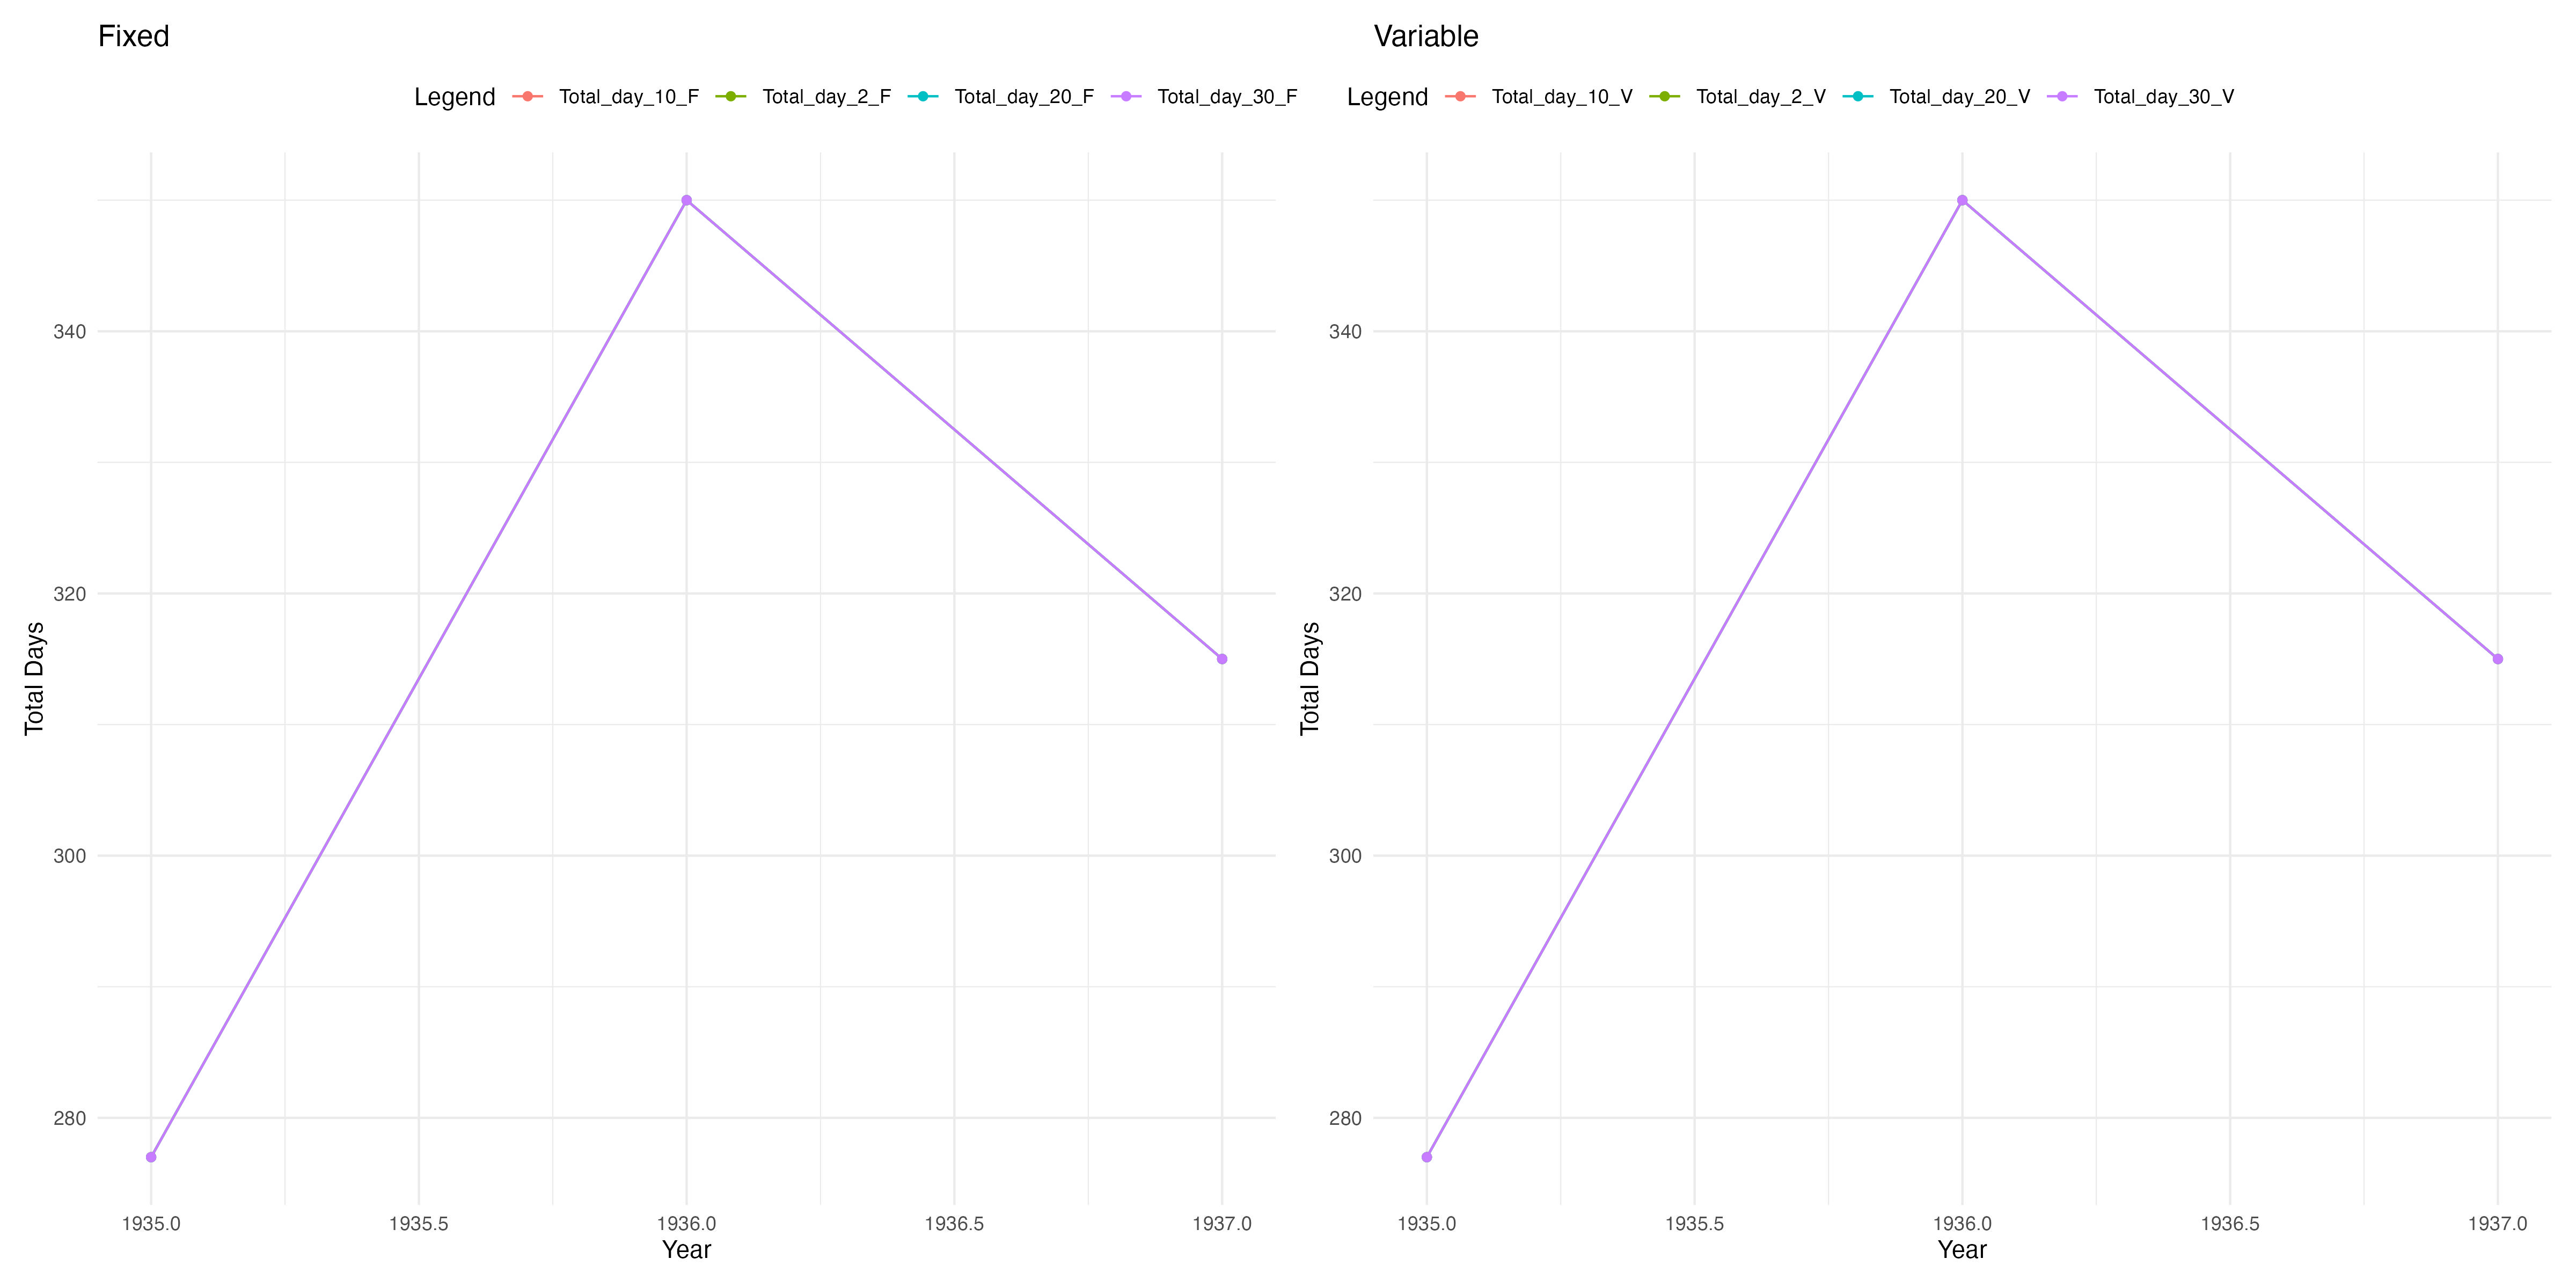 Fixed
Legend Total_day_10_F Total_day_2_F Total_day_20_F Total_day_30_F
340
320
300
280
Total Days
1935.0 1935.5 1936.0 1936.5 1937.0
Year
Variable
Legend Total_day_10_V Total_day_2_V Total_day_20_V Total_day_30_V
340
320
300
280
Total Days
1935.0 1935.5 1936.0 1936.5 1937.0
Year